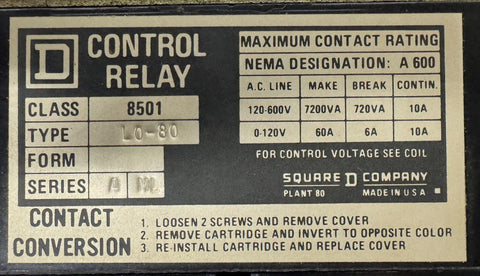 D CONTROL RELAY
CLASS 8501
TYPE LO-80
FORM
SERIES A
MAXIMUM CONTACT RATING
NEMA DESIGNATION: A 600
A.C. LINE MAKE BREAK CONTIN.
120-600V 7200VA 720VA 10A
0-120V 60A 6A 10A
FOR CONTROL VOLTAGE SEE COIL
SQUARE D COMPANY
PLANT 80 MADE IN U.S.A.
CONTACT CONVERSION
1. LOOSEN 2 SCREWS AND REMOVE COVER
2. REMOVE CARTRIDGE AND INVERT TO OPPOSITE COLOR
3. RE-INSTALL CARTRIDGE AND REPLACE COVER